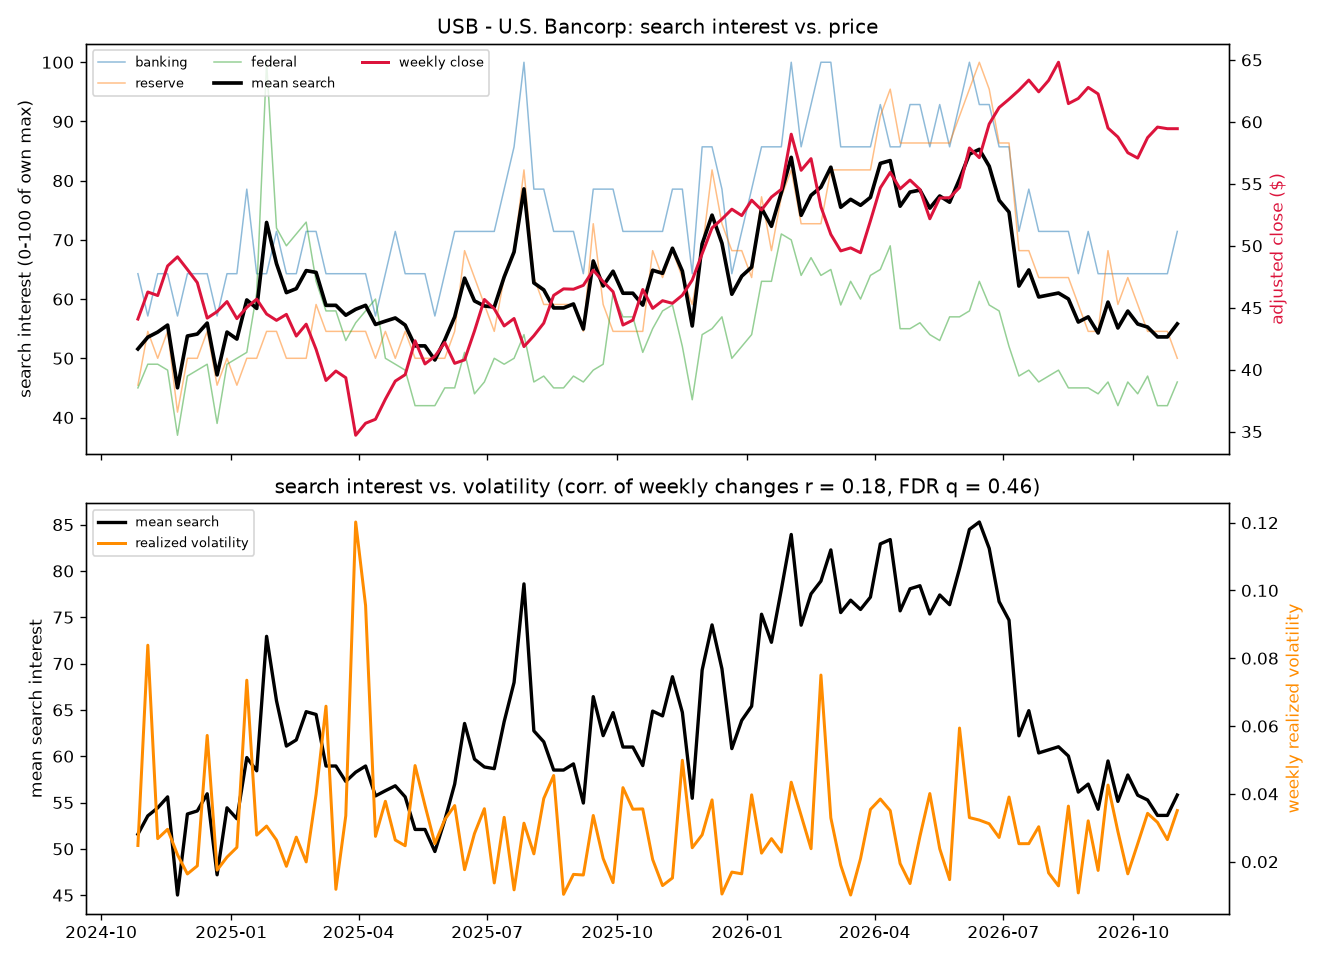 USB - U.S. Bancorp: search interest vs. price
banking
reserve
federal
mean search
weekly close
search interest (0-100 of own max)
100
90
80
70
60
50
40
65
60
55
50
45
40
35
adjusted close ($)
search interest vs. volatility (corr. of weekly changes r = 0.18, FDR q = 0.46)
mean search
realized volatility
mean search interest
85
80
75
70
65
60
55
50
45
0.12
0.10
0.08
0.06
0.04
0.02
weekly realized volatility
2024-10 2025-01 2025-04 2025-07 2025-10 2026-01 2026-04 2026-07 2026-10